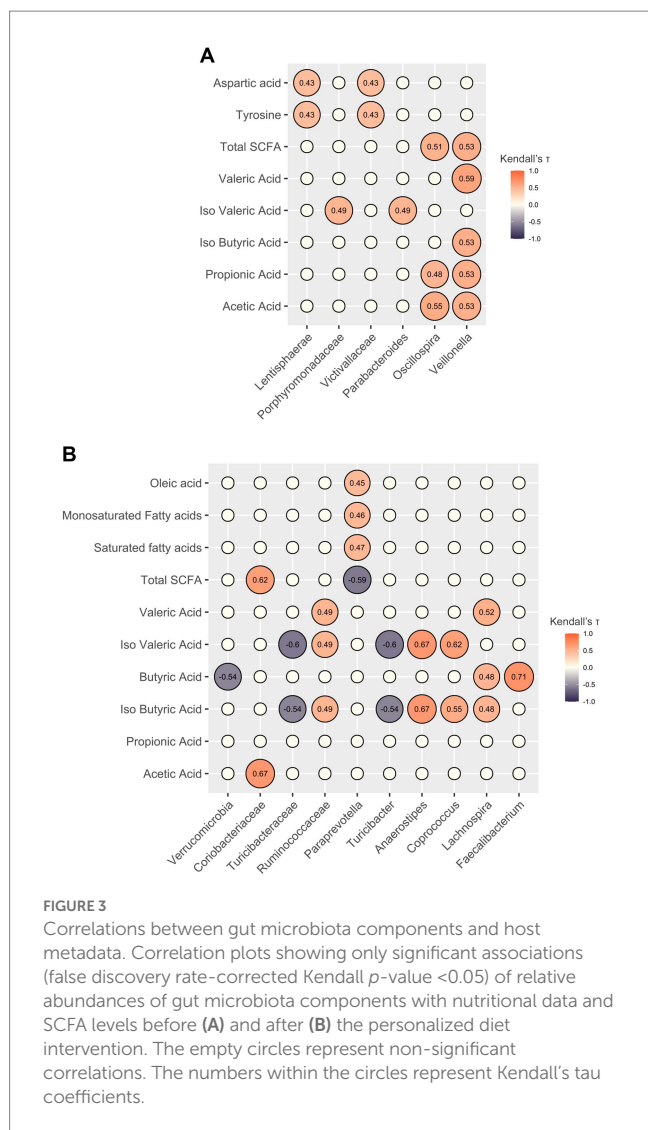 A
Aspartic acid 0.43 0.43
Tyrosine 0.43 0.43
Total SCFA 0.51 0.53
Valeric Acid 0.59
Iso Valeric Acid 0.49 0.49
Iso Butyric Acid 0.53
Propionic Acid 0.48 0.53
Acetic Acid 0.55 0.53
Lentisphaerae
Porphyromonadaceae
Victivallaceae
Parabacteroides
Oscillospira
Veillonella
Kendall's τ
1.0
0.5
0.0
-0.5
-1.0
B
Oleic acid 0.45
Monosaturated Fatty acids 0.46
Saturated fatty acids 0.47
Total SCFA 0.62 -0.59
Valeric Acid 0.49 0.52
Iso Valeric Acid -0.6 0.49 -0.6 0.67 0.62
Butyric Acid -0.54 0.48 0.71
Iso Butyric Acid -0.54 0.49 -0.54 0.67 0.55 0.48
Propionic Acid
Acetic Acid 0.67
Verrucomicrobia
Coriobacteriaceae
Turicibacteraceae
Ruminococcaceae
Paraprevotella
Turicibacter
Anaerostipes
Coprococcus
Lachnospira
Faecalibacterium
Kendall's τ
1.0
0.5
0.0
-0.5
-1.0
FIGURE 3
Correlations between gut microbiota components and host
metadata. Correlation plots showing only significant associations
(false discovery rate-corrected Kendall p-value <0.05) of relative
abundances of gut microbiota components with nutritional data and
SCFA levels before (A) and after (B) the personalized diet
intervention. The empty circles represent non-significant
correlations. The numbers within the circles represent Kendall's tau
coefficients.